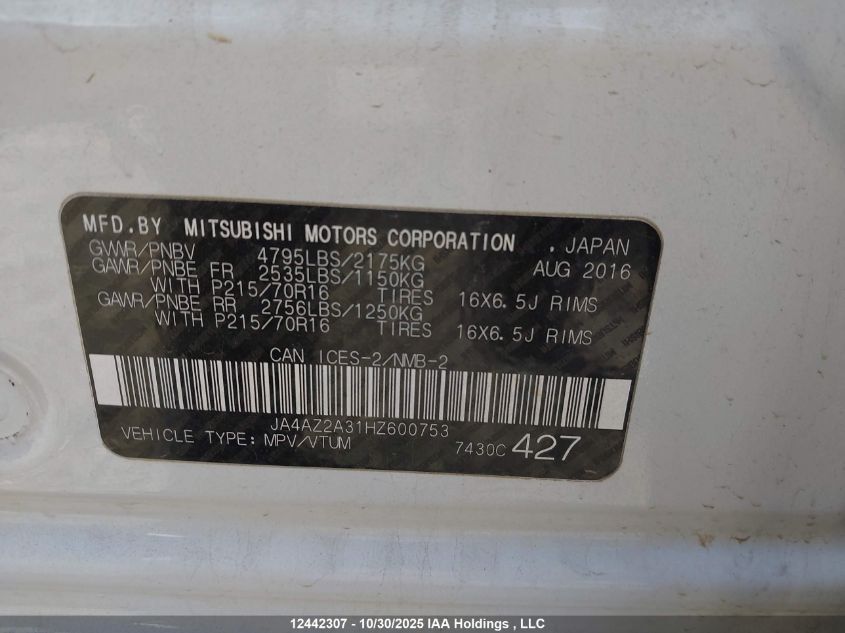 MFD.BY MITSUBISHI MOTORS CORPORATION . JAPAN
GVWR/PNBV 4795LBS/2175KG AUG 2016
GAWR/PNBE FR 2535LBS/1150KG
WITH P215/70R16 TIRES 16X6.5J RIMS
GAWR/PNBE RR 2756LBS/1250KG
WITH P215/70R16 TIRES 16X6.5J RIMS
CAN ICES-2/NMB-2
JA4AZ2A31HZ600753
VEHICLE TYPE: MPV/VTUM 7430C 427
12442307 - 10/30/2025 IAA Holdings , LLC